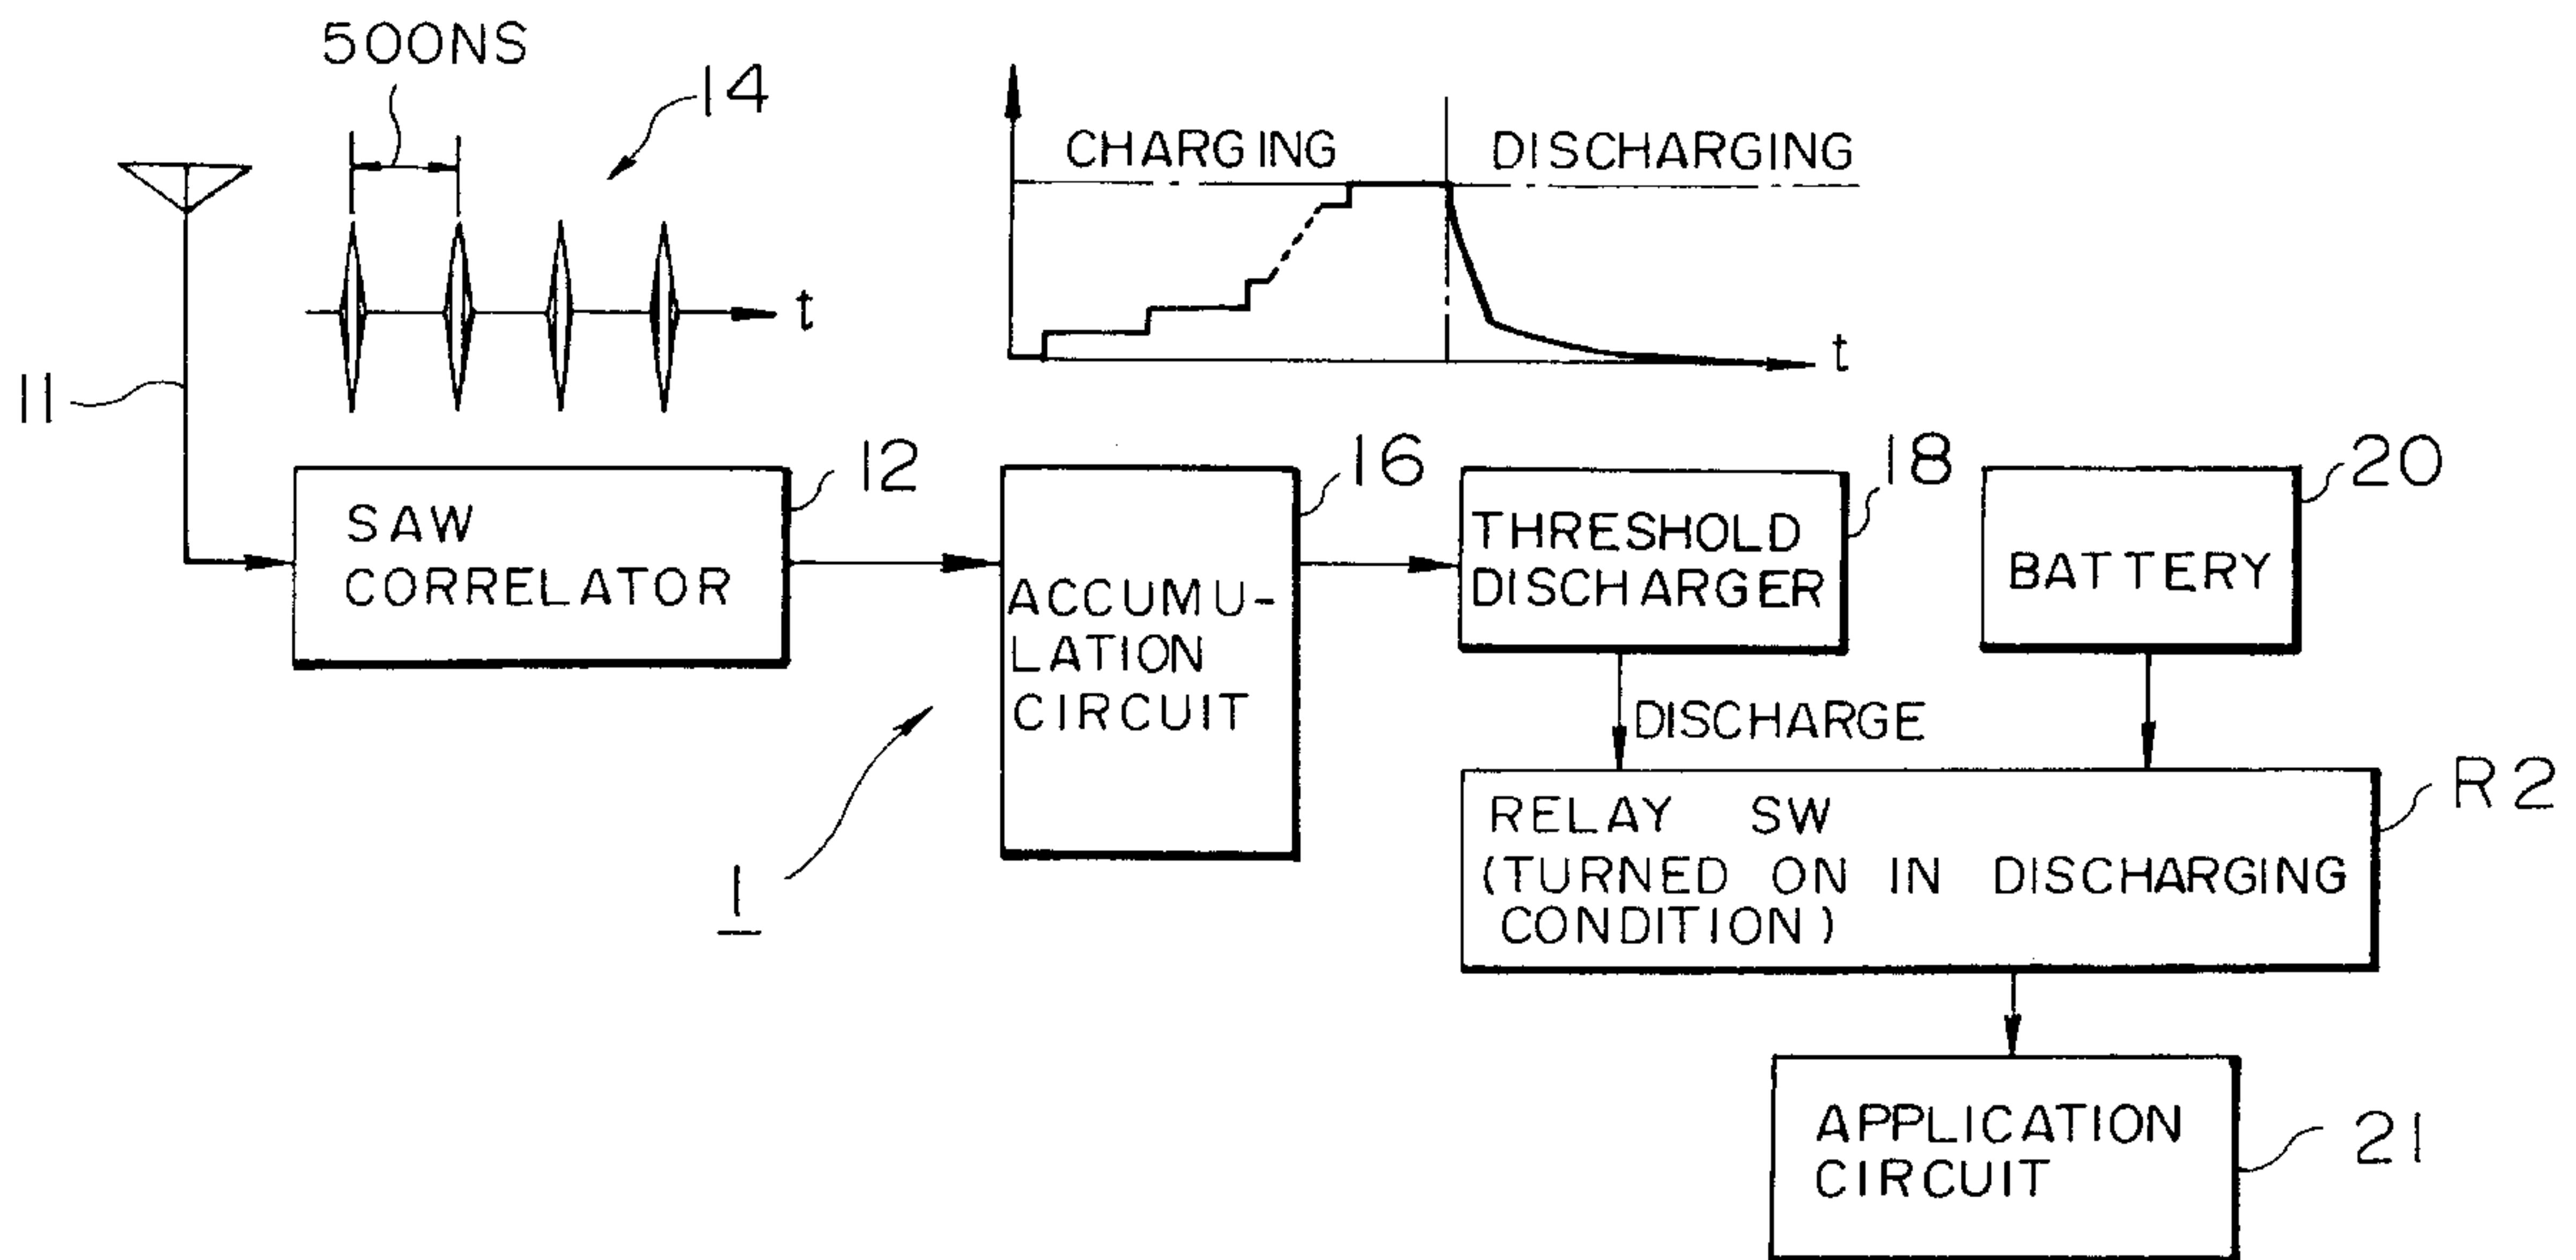 500NS
14
CHARGING
DISCHARGING
t
t
11
12
16
18
20
SAW
CORRELATOR
ACCUMU-
LATION
CIRCUIT
THRESHOLD
DISCHARGER
BATTERY
DISCHARGE
1
R2
RELAY SW
(TURNED ON IN DISCHARGING
CONDITION)
APPLICATION
CIRCUIT
21